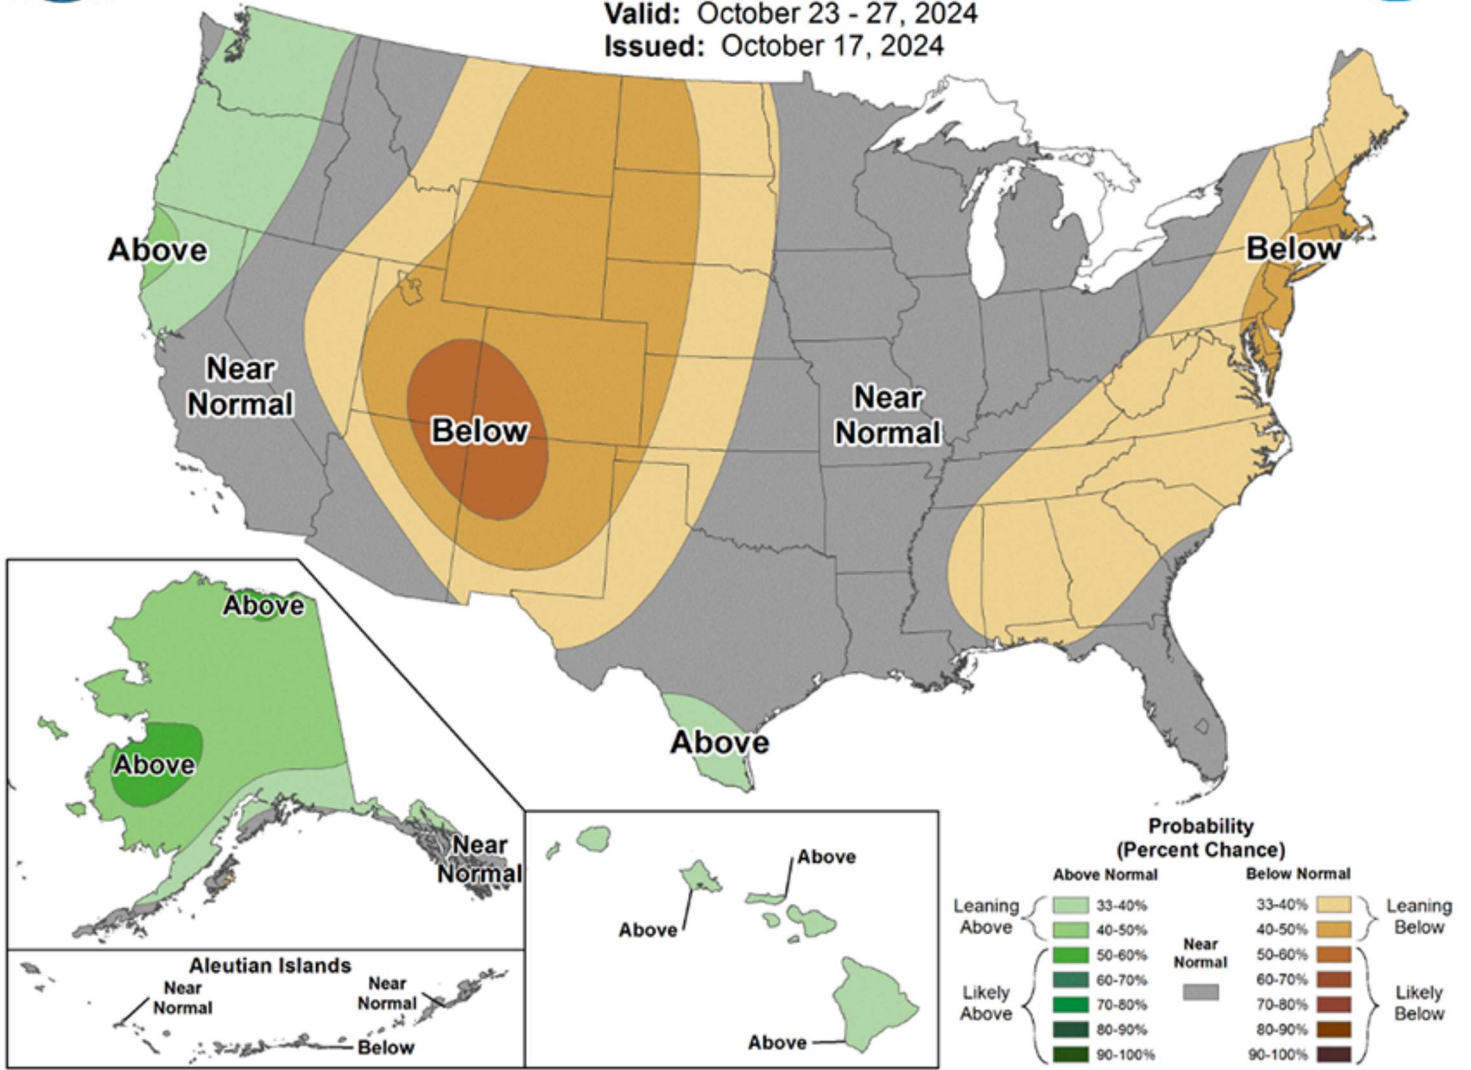 Valid: October 23 - 27, 2024
Issued: October 17, 2024
Above
Below
Near
Normal
Near
Normal
Below
Above
Above
Above
Near
Normal
Aleutian Islands
Near
Normal
Near
Normal
Below
Above
Above
Above
Probability
(Percent Chance)
Above Normal Below Normal
Leaning
Above
33-40%
40-50%
Likely
Above
50-60%
60-70%
70-80%
80-90%
90-100%
Near
Normal
33-40%
40-50%
Leaning
Below
50-60%
60-70%
70-80%
80-90%
90-100%
Likely
Below